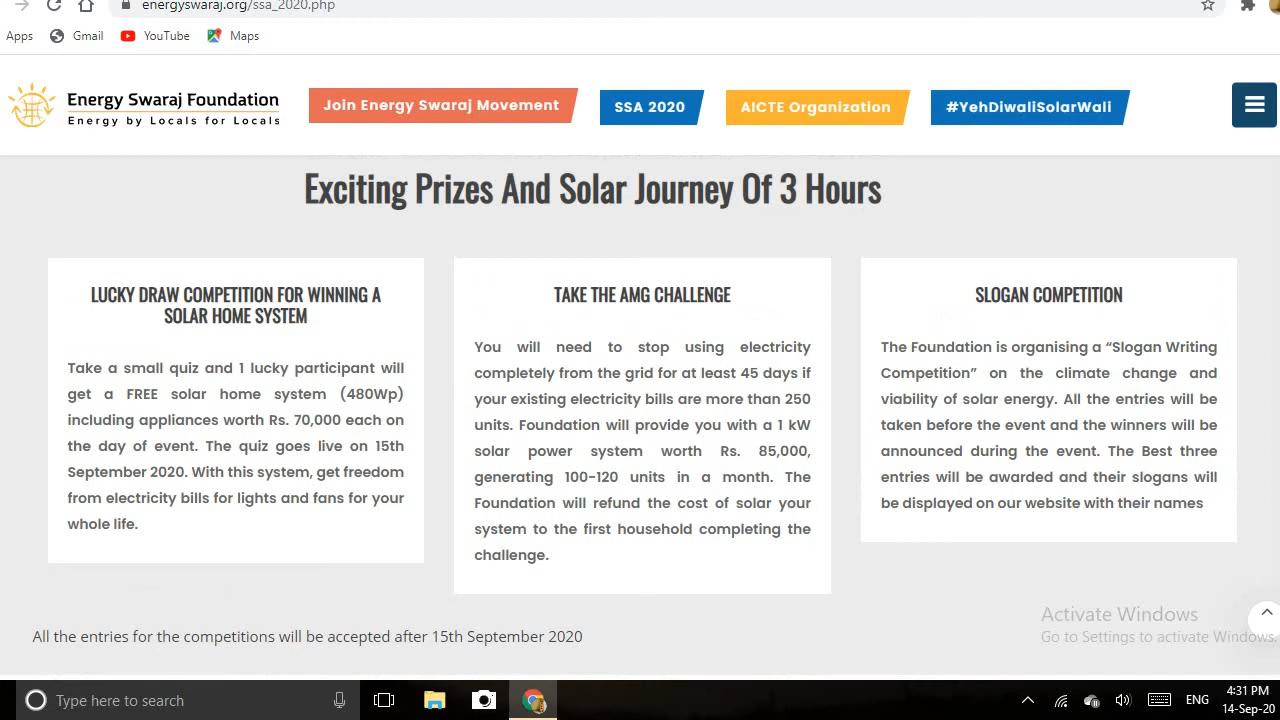 energyswaraj.org/ssa_2020.php
Apps Gmail YouTube Maps
Energy Swaraj Foundation
Energy by Locals for Locals
Join Energy Swaraj Movement
SSA 2020
AICTE Organization
#YehDiwaliSolarWali
Exciting Prizes And Solar Journey Of 3 Hours
LUCKY DRAW COMPETITION FOR WINNING A
SOLAR HOME SYSTEM
Take a small quiz and 1 lucky participant will
get a FREE solar home system (480Wp)
including appliances worth Rs. 70,000 each on
the day of event. The quiz goes live on 15th
September 2020. With this system, get freedom
from electricity bills for lights and fans for your
whole life.
TAKE THE AMG CHALLENGE
You will need to stop using electricity
completely from the grid for at least 45 days if
your existing electricity bills are more than 250
units. Foundation will provide you with a 1 kW
solar power system worth Rs. 85,000,
generating 100-120 units in a month. The
Foundation will refund the cost of solar your
system to the first household completing the
challenge.
SLOGAN COMPETITION
The Foundation is organising a “Slogan Writing
Competition” on the climate change and
viability of solar energy. All the entries will be
taken before the event and the winners will be
announced during the event. The Best three
entries will be awarded and their slogans will
be displayed on our website with their names
All the entries for the competitions will be accepted after 15th September 2020
Activate Windows
Go to Settings to activate Windows.
Type here to search
ENG
4:31 PM
14-Sep-20